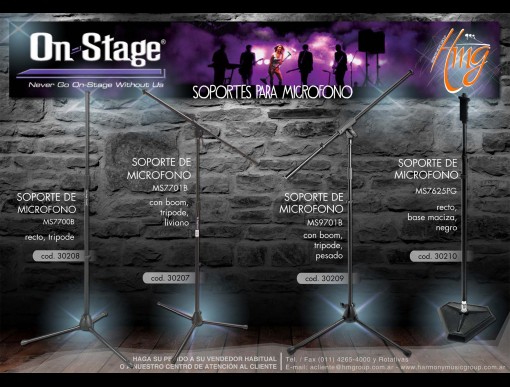 On-Stage®
Never Go On-Stage Without Us
SOPORTES PARA MICROFONO
Hmg
SOPORTE DE
MICROFONO
MS7700B
recto, tripode
cod. 30208
SOPORTE DE
MICROFONO
MS7701B
con boom,
tripode,
liviano
cod. 30207
SOPORTE DE
MICROFONO
MS9701B
con boom,
tripode,
pesado
cod. 30209
SOPORTE DE
MICROFONO
MS7625PG
recto,
base maciza,
negro
cod. 30210
HAGA SU PEDIDO A SU VENDEDOR HABITUAL
O A NUESTRO CENTRO DE ATENCIÓN AL CLIENTE
Tel. / Fax (011) 4265-4000 y Rotativas
E-mail: acliente@hmgroup.com.ar - www.harmonymusicgroup.com.ar